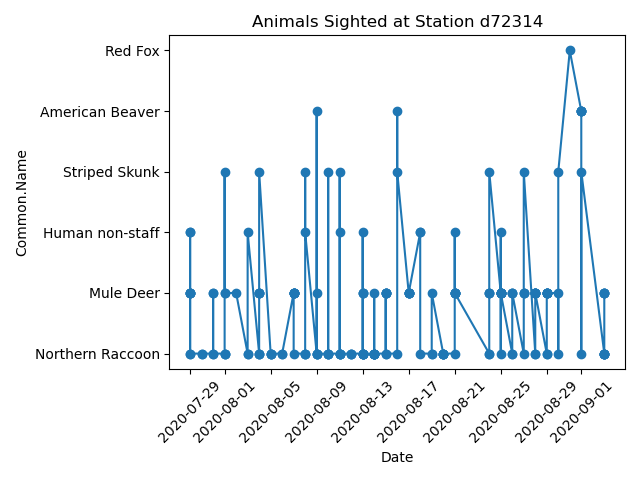 Animals Sighted at Station d72314
Common.Name
Red Fox
American Beaver
Striped Skunk
Human non-staff
Mule Deer
Northern Raccoon
2020-07-29
2020-08-01
2020-08-05
2020-08-09
2020-08-13
2020-08-17
2020-08-21
2020-08-25
2020-08-29
2020-09-01
Date